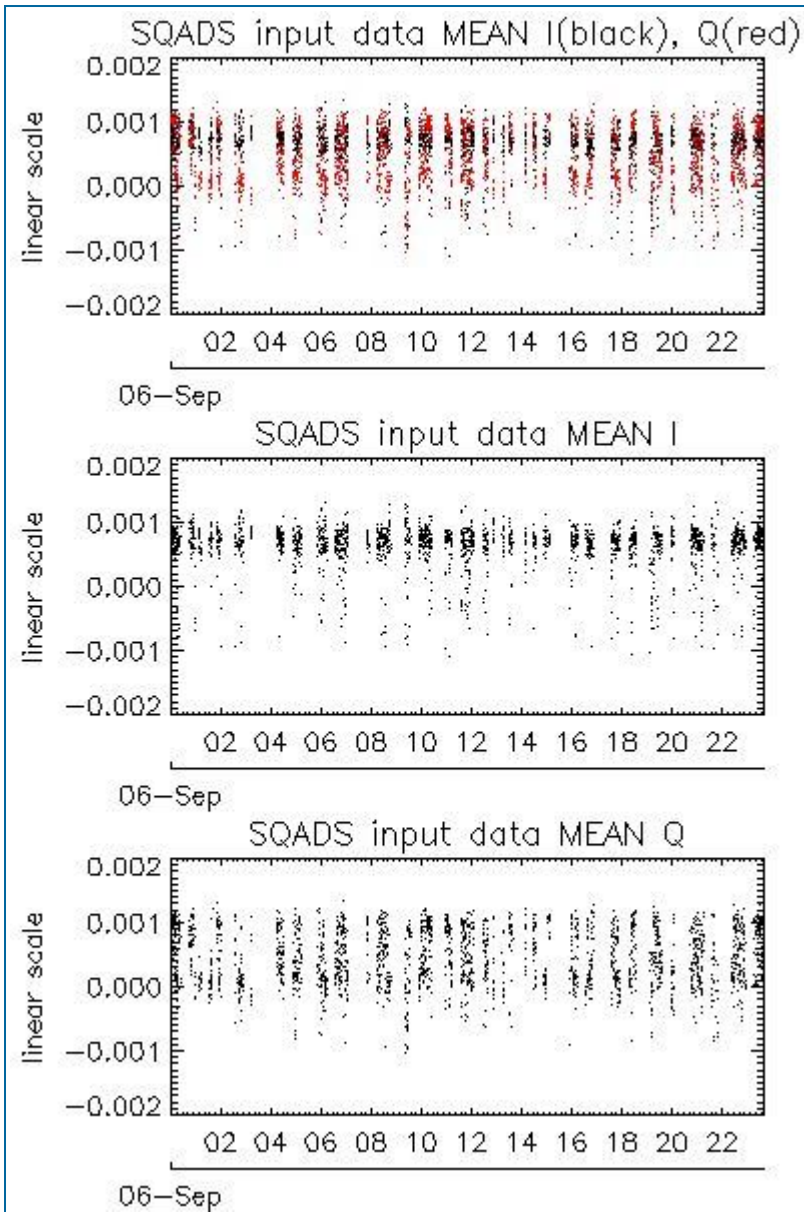 SQADS input data MEAN I(black), Q(red)
linear scale
0.002
0.001
0.000
-0.001
-0.002
02 04 06 08 10 12 14 16 18 20 22
06-Sep
SQADS input data MEAN I
linear scale
0.002
0.001
0.000
-0.001
-0.002
02 04 06 08 10 12 14 16 18 20 22
06-Sep
SQADS input data MEAN Q
linear scale
0.002
0.001
0.000
-0.001
-0.002
02 04 06 08 10 12 14 16 18 20 22
06-Sep